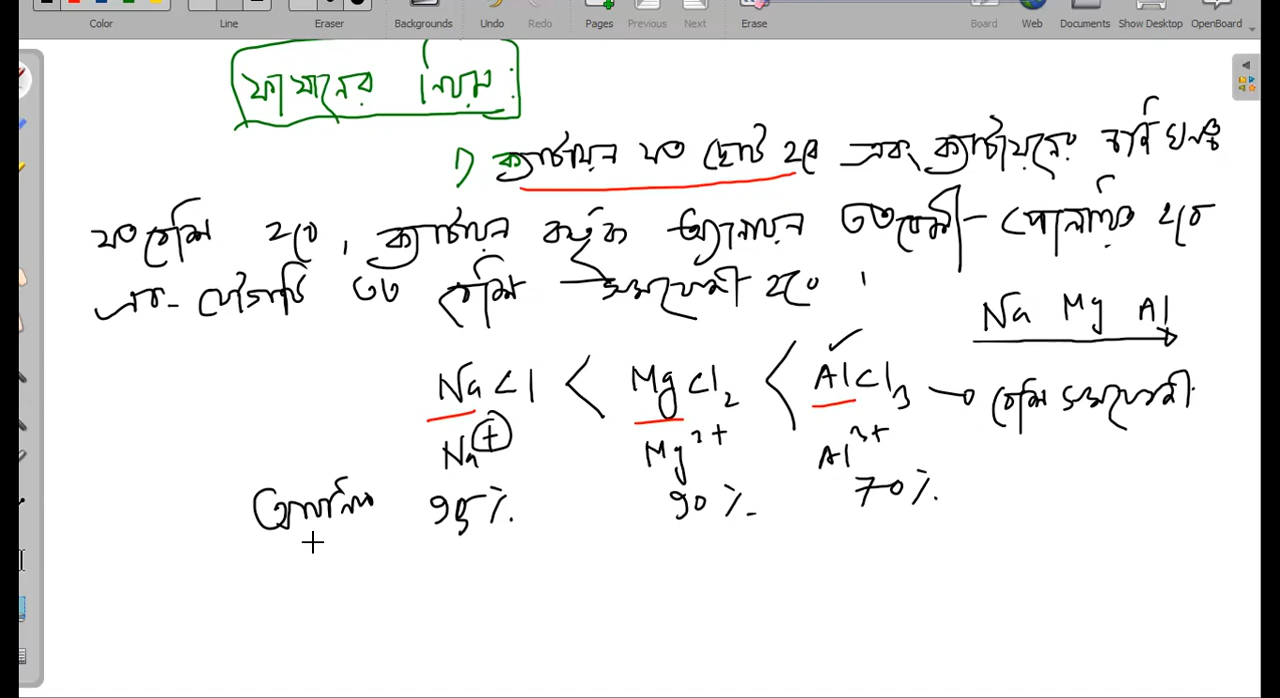 Color Line Eraser Backgrounds Undo Redo Pages Previous Next Erase Board Web Documents Show Desktop OpenBoard
ফাযানের নিয়ম:
1) ক্যাটায়ন যত ছোট হবে এবং ক্যাটায়নের চার্জ ঘনত্ব
যত বেশি হবে, ক্যাটায়ন কর্তৃক অ্যানায়ন তত বেশী পোলারিত হবে
এবং যৌগটি তত বেশি সমযোজী হবে।
Na Mg Al
NaCl < MgCl₂ < AlCl₃ → বেশি সমযোজী
Na⁺ Mg²⁺ Al³⁺
আয়নিক 95% 90% 70%